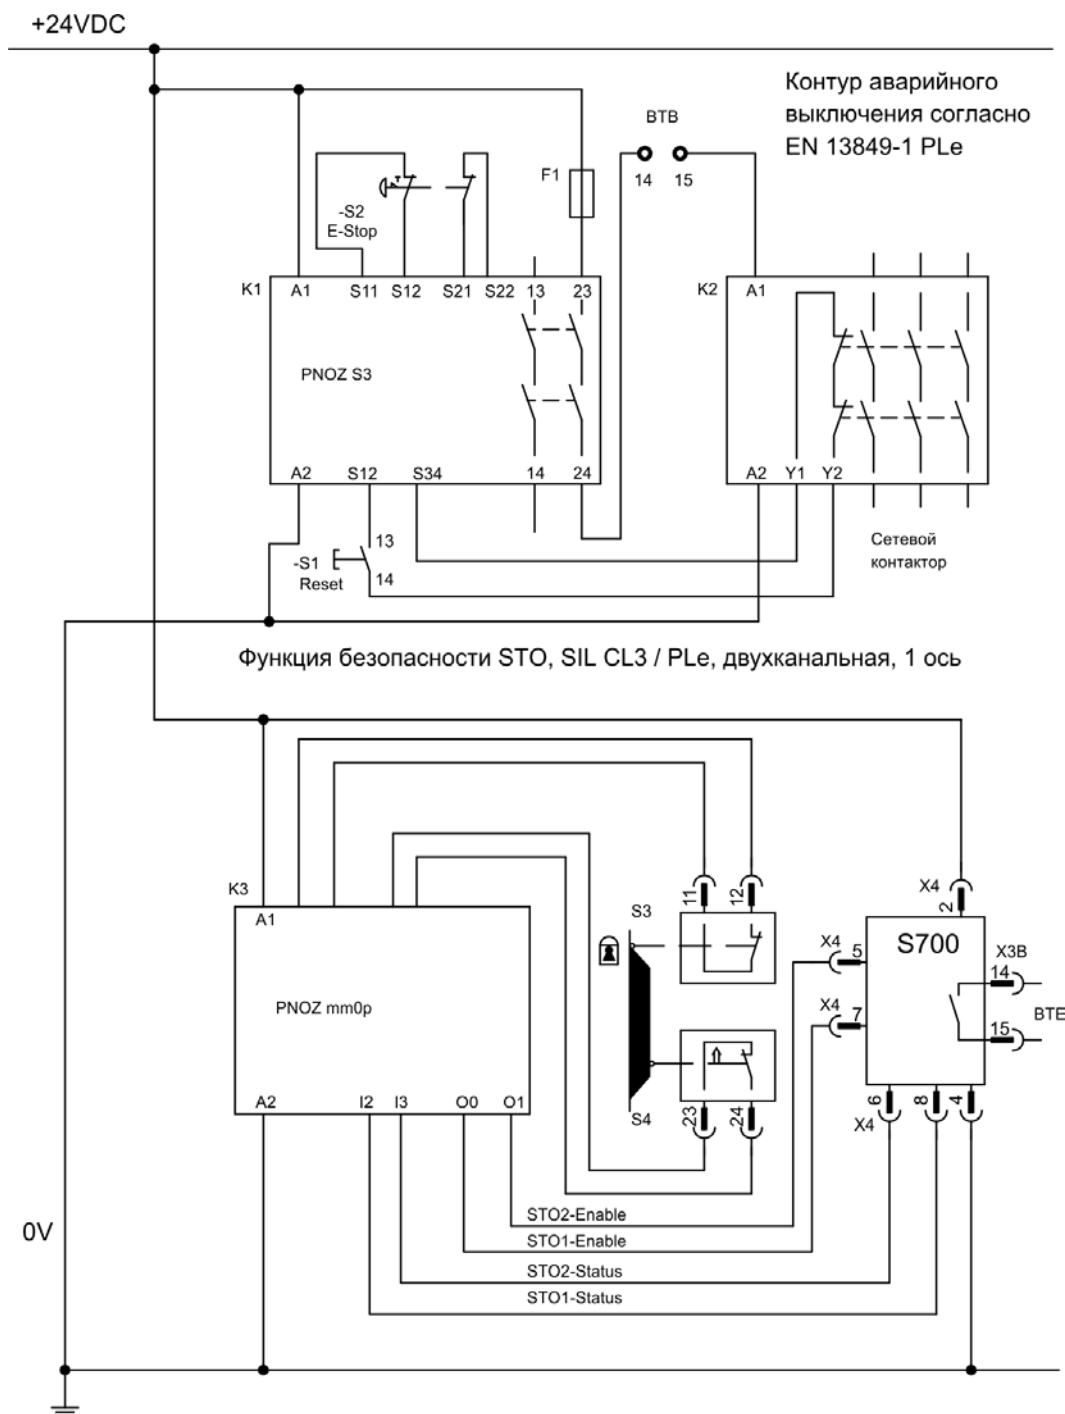 +24VDC
Контур аварийного
выключения согласно
EN 13849-1 PLe
BTB
14 15
F1
-S2
E-Stop
K1
A1 S11 S12 S21 S22 13 23
PNOZ S3
A2 S12 S34 14 24
K2
A1
A2 Y1 Y2
-S1
Reset
13
14
Сетевой
контактор
Функция безопасности STO, SIL CL3 / PLe, двухканальная, 1 ось
K3
A1
PNOZ mm0p
A2 I2 I3 O0 O1
S3
11 12
S4
23 24
X4
2
S700
X4
5
X4
7
X3B
14
15
BTE
X4
6 8 4
STO2-Enable
STO1-Enable
STO2-Status
STO1-Status
0V